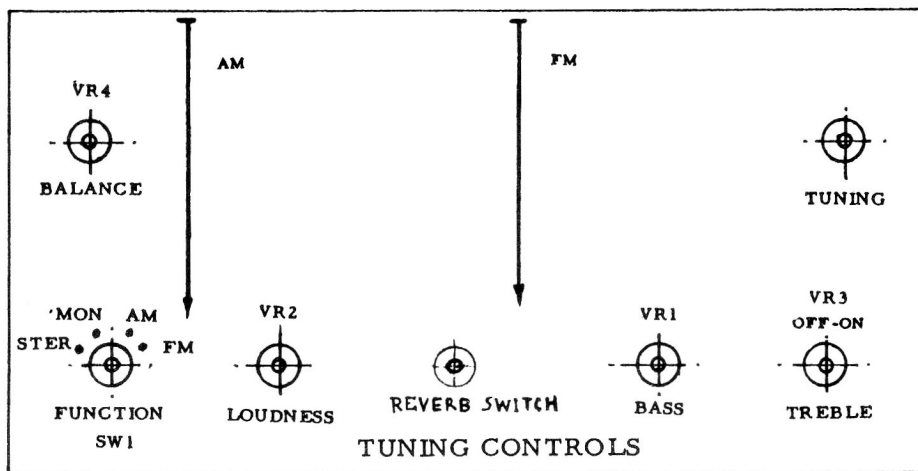 AM
FM
VR4
BALANCE
TUNING
MON AM
STER FM
FUNCTION
SW1
VR2
LOUDNESS
REVERB SWITCH
VR1
BASS
VR3
OFF-ON
TREBLE
TUNING CONTROLS